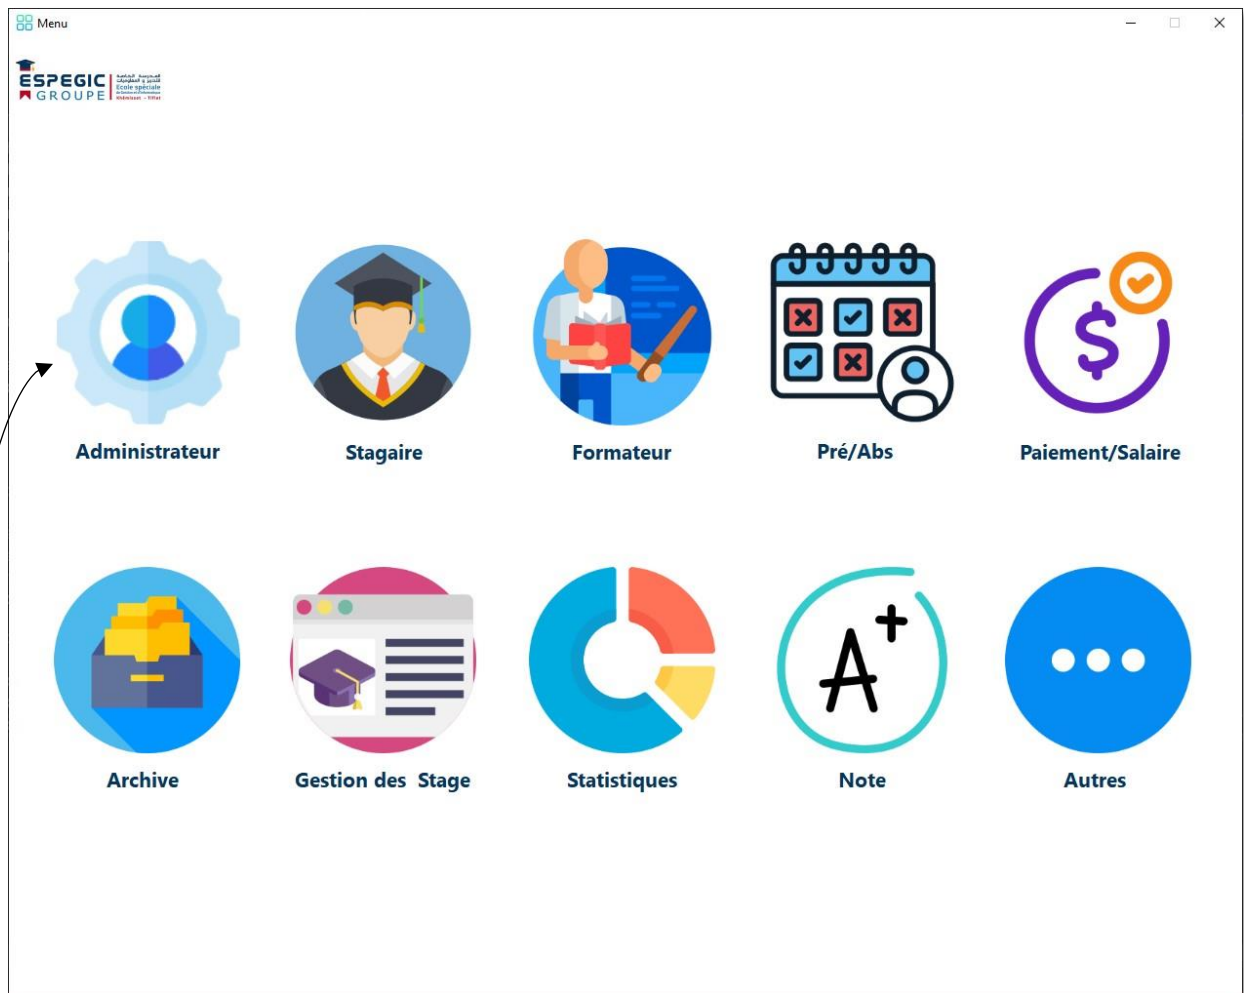 Menu
ESPEGIC
GROUPE
Ecole spéciale
Administrateur
Stagaire
Formateur
Pré/Abs
Paiement/Salaire
$
A+
Archive
Gestion des Stage
Statistiques
Note
Autres